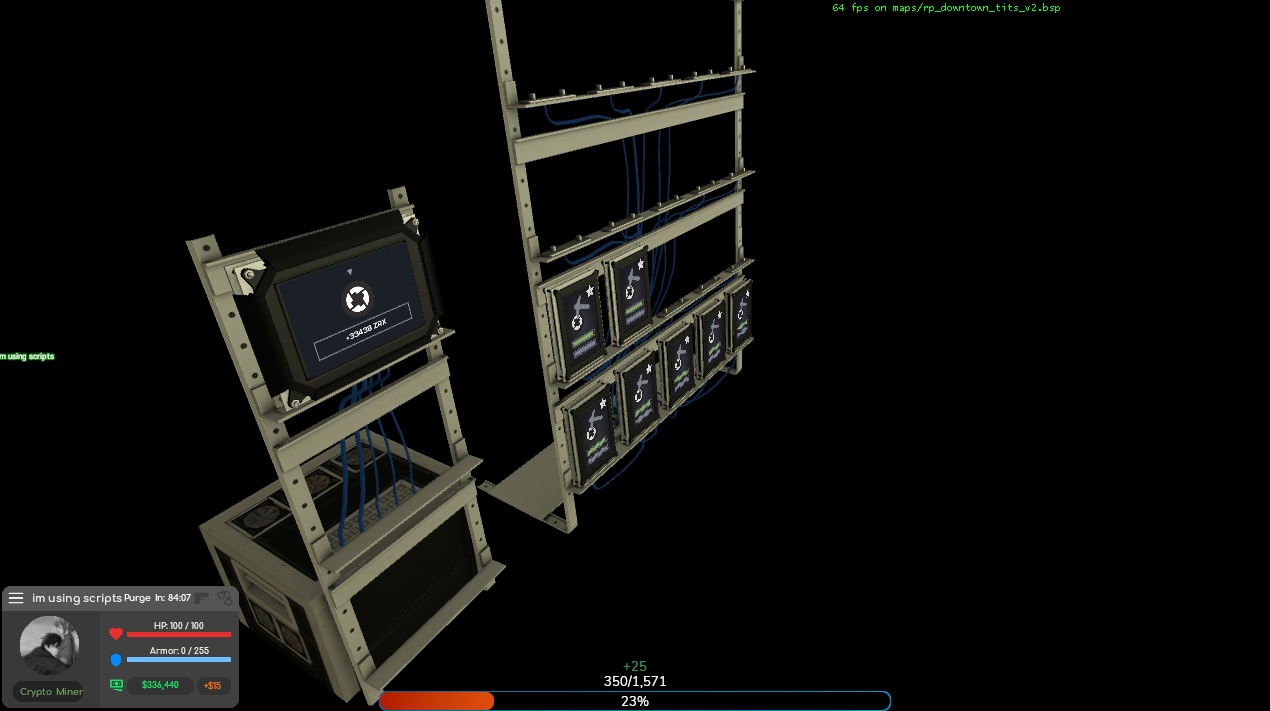 64 fps on maps/rp_downtown_tits_v2.bsp
+33438 ZRX
m using scripts
im using scripts Purge In: 84:07
HP: 100 / 100
Armor: 0 / 255
Crypto Miner
$336,440
+$15
+25
350/1,571
23%